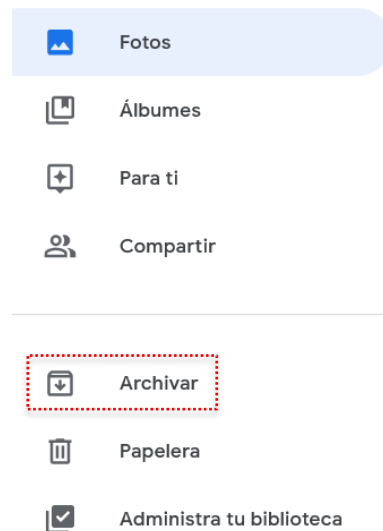 Fotos
Álbumes
Para ti
Compartir
Archivar
Papelera
Administra tu biblioteca